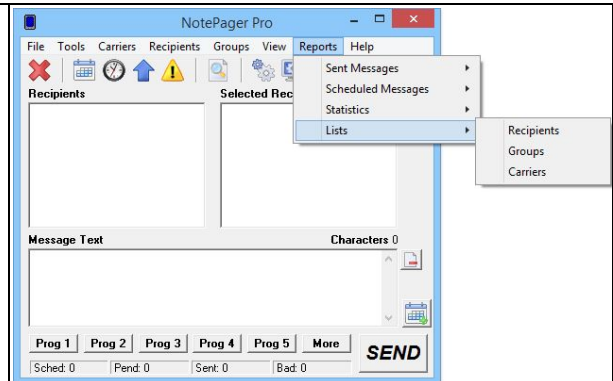 NotePager Pro
File Tools Carriers Recipients Groups View Reports Help
Sent Messages
Scheduled Messages
Statistics
Lists
Recipients
Groups
Carriers
Recipients
Selected Rec
Message Text
Characters 0
Prog 1 Prog 2 Prog 3 Prog 4 Prog 5 More
SEND
Sched: 0 Pend: 0 Sent: 0 Bad: 0